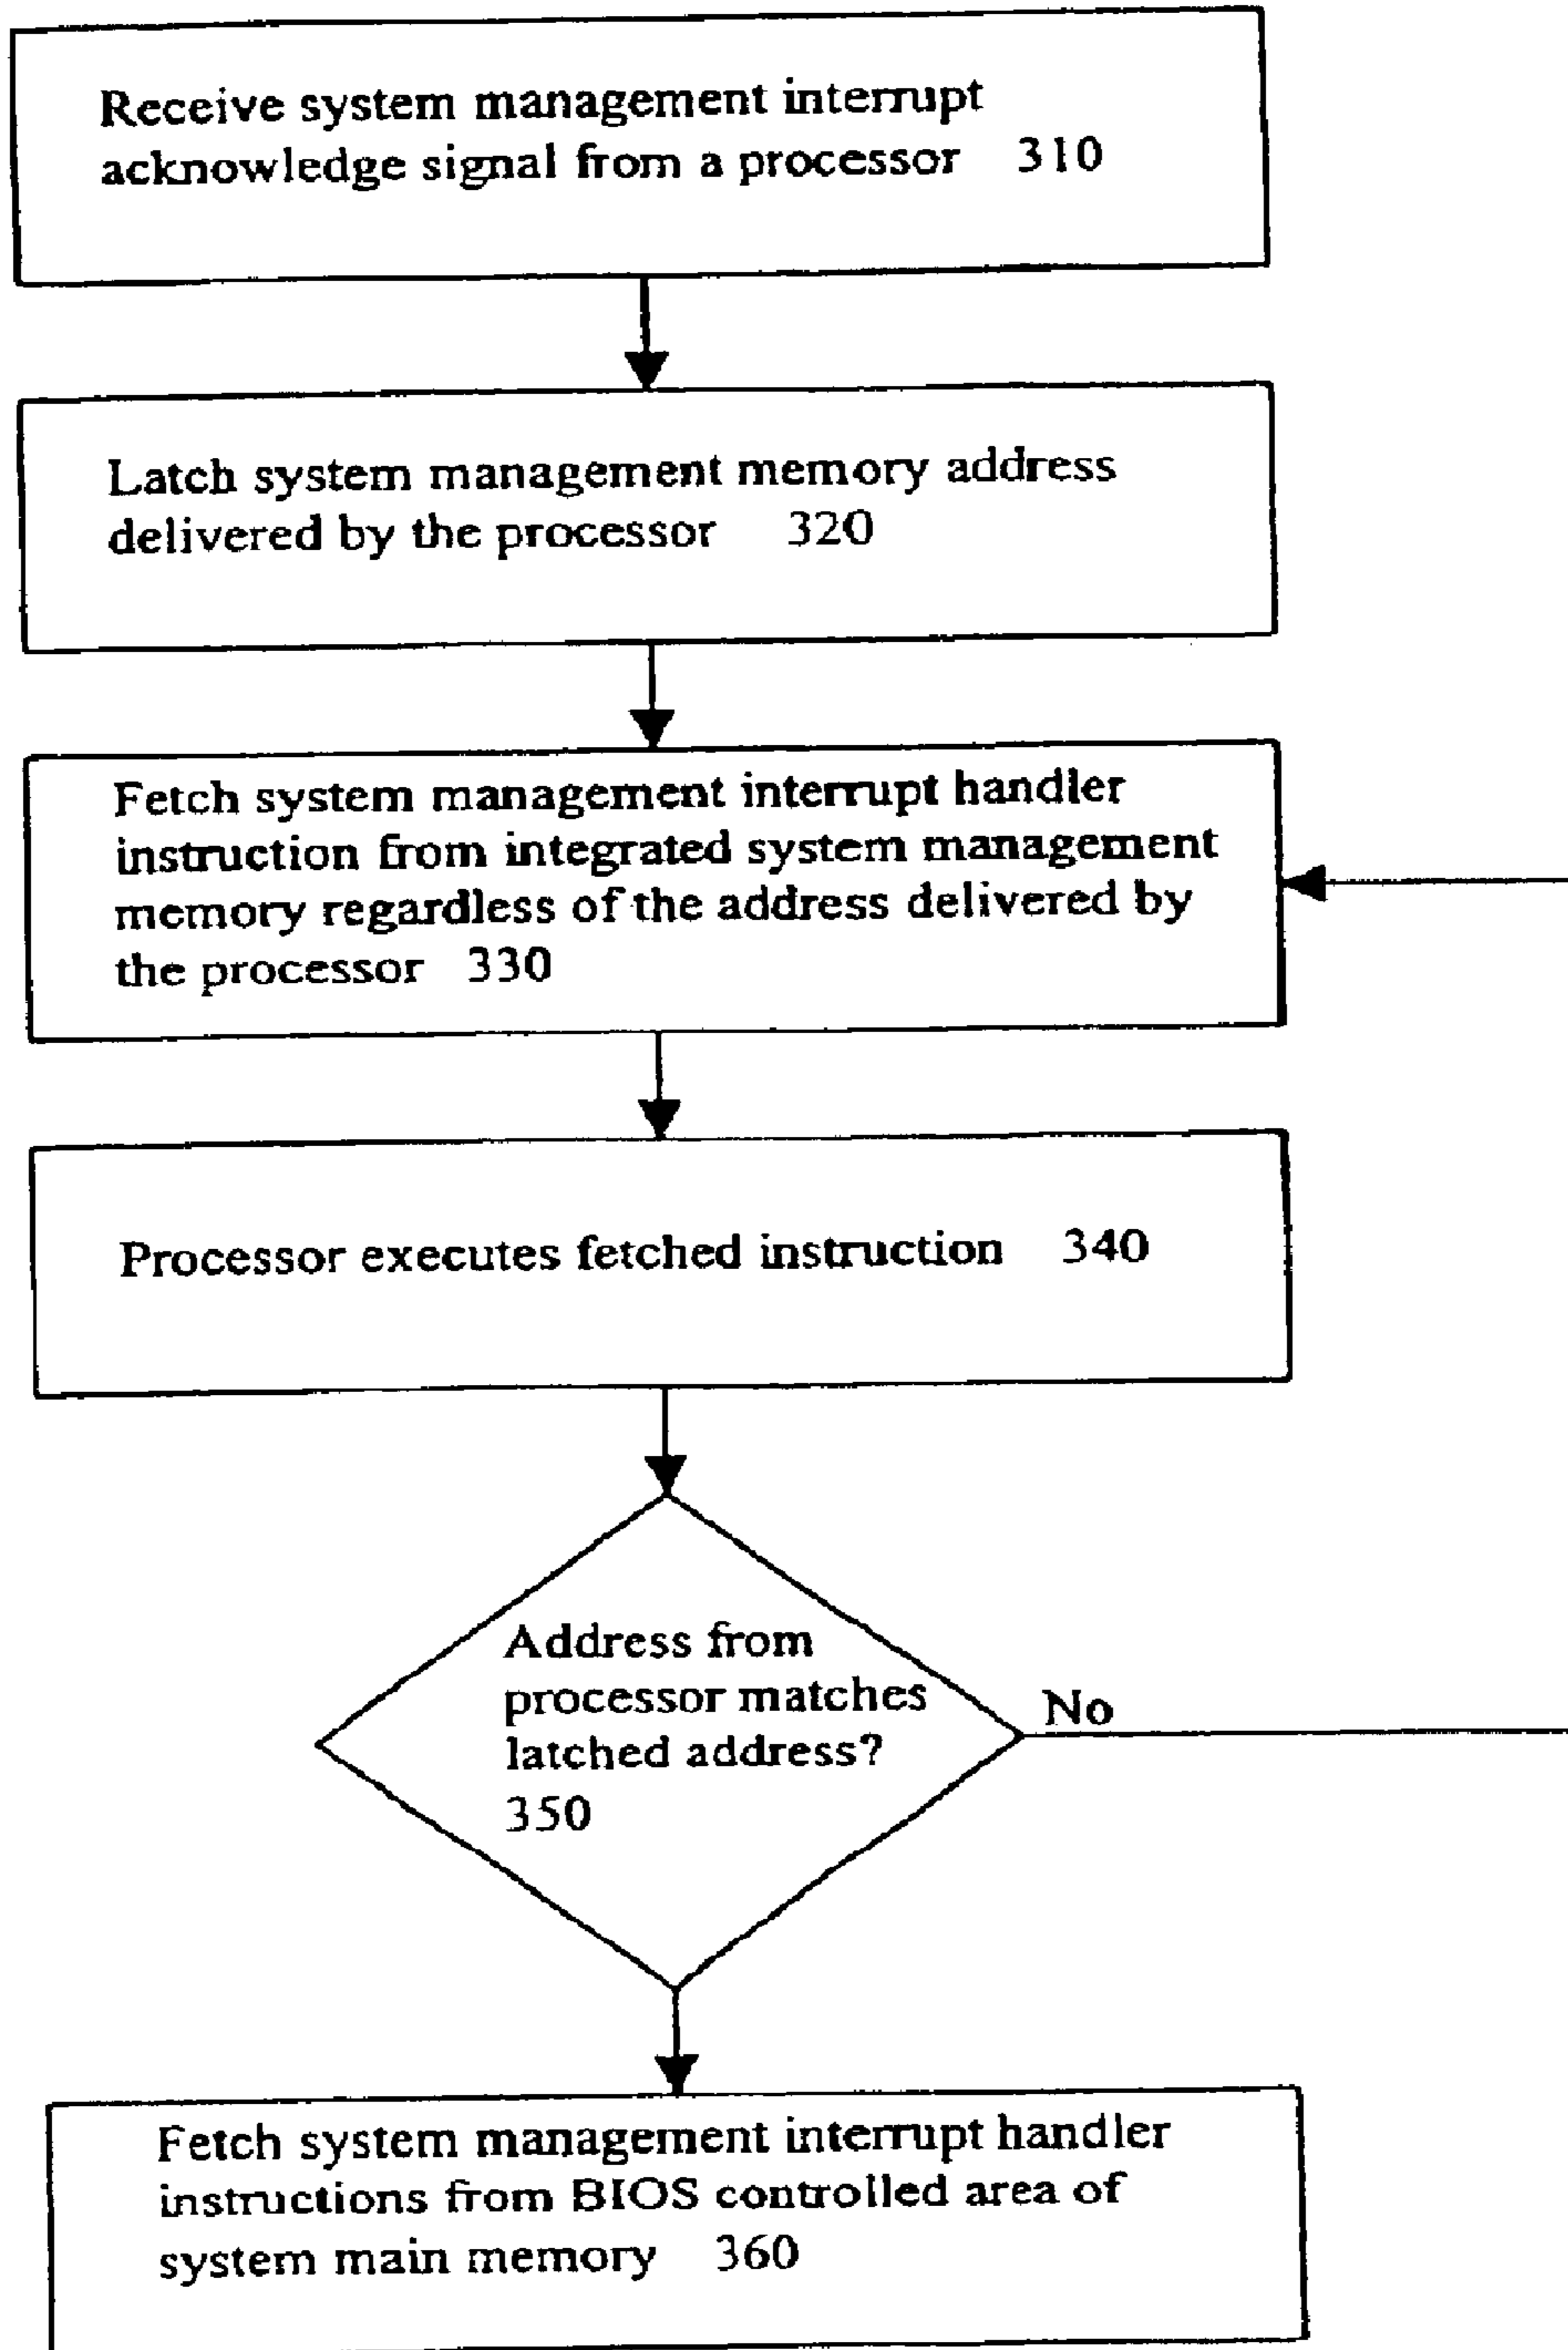 Receive system management interrupt
acknowledge signal from a processor 310
Latch system management memory address
delivered by the processor 320
Fetch system management interrupt handler
instruction from integrated system management
memory regardless of the address delivered by
the processor 330
Processor executes fetched instruction 340
Address from
processor matches
latched address?
350
No
Fetch system management interrupt handler
instructions from BIOS controlled area of
system main memory 360